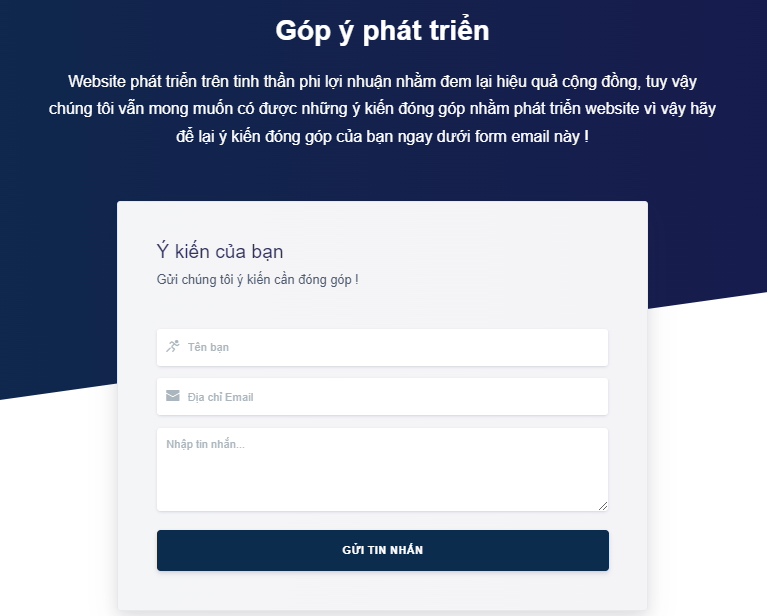 Góp ý phát triển
Website phát triển trên tinh thần phi lợi nhuận nhằm đem lại hiệu quả cộng đồng, tuy vậy
chúng tôi vẫn mong muốn có được những ý kiến đóng góp nhằm phát triển website vì vậy hãy
để lại ý kiến đóng góp của bạn ngay dưới form email này !
Ý kiến của bạn
Gửi chúng tôi ý kiến cần đóng góp !
Tên bạn
Địa chỉ Email
Nhập tin nhắn...
GỬI TIN NHẮN